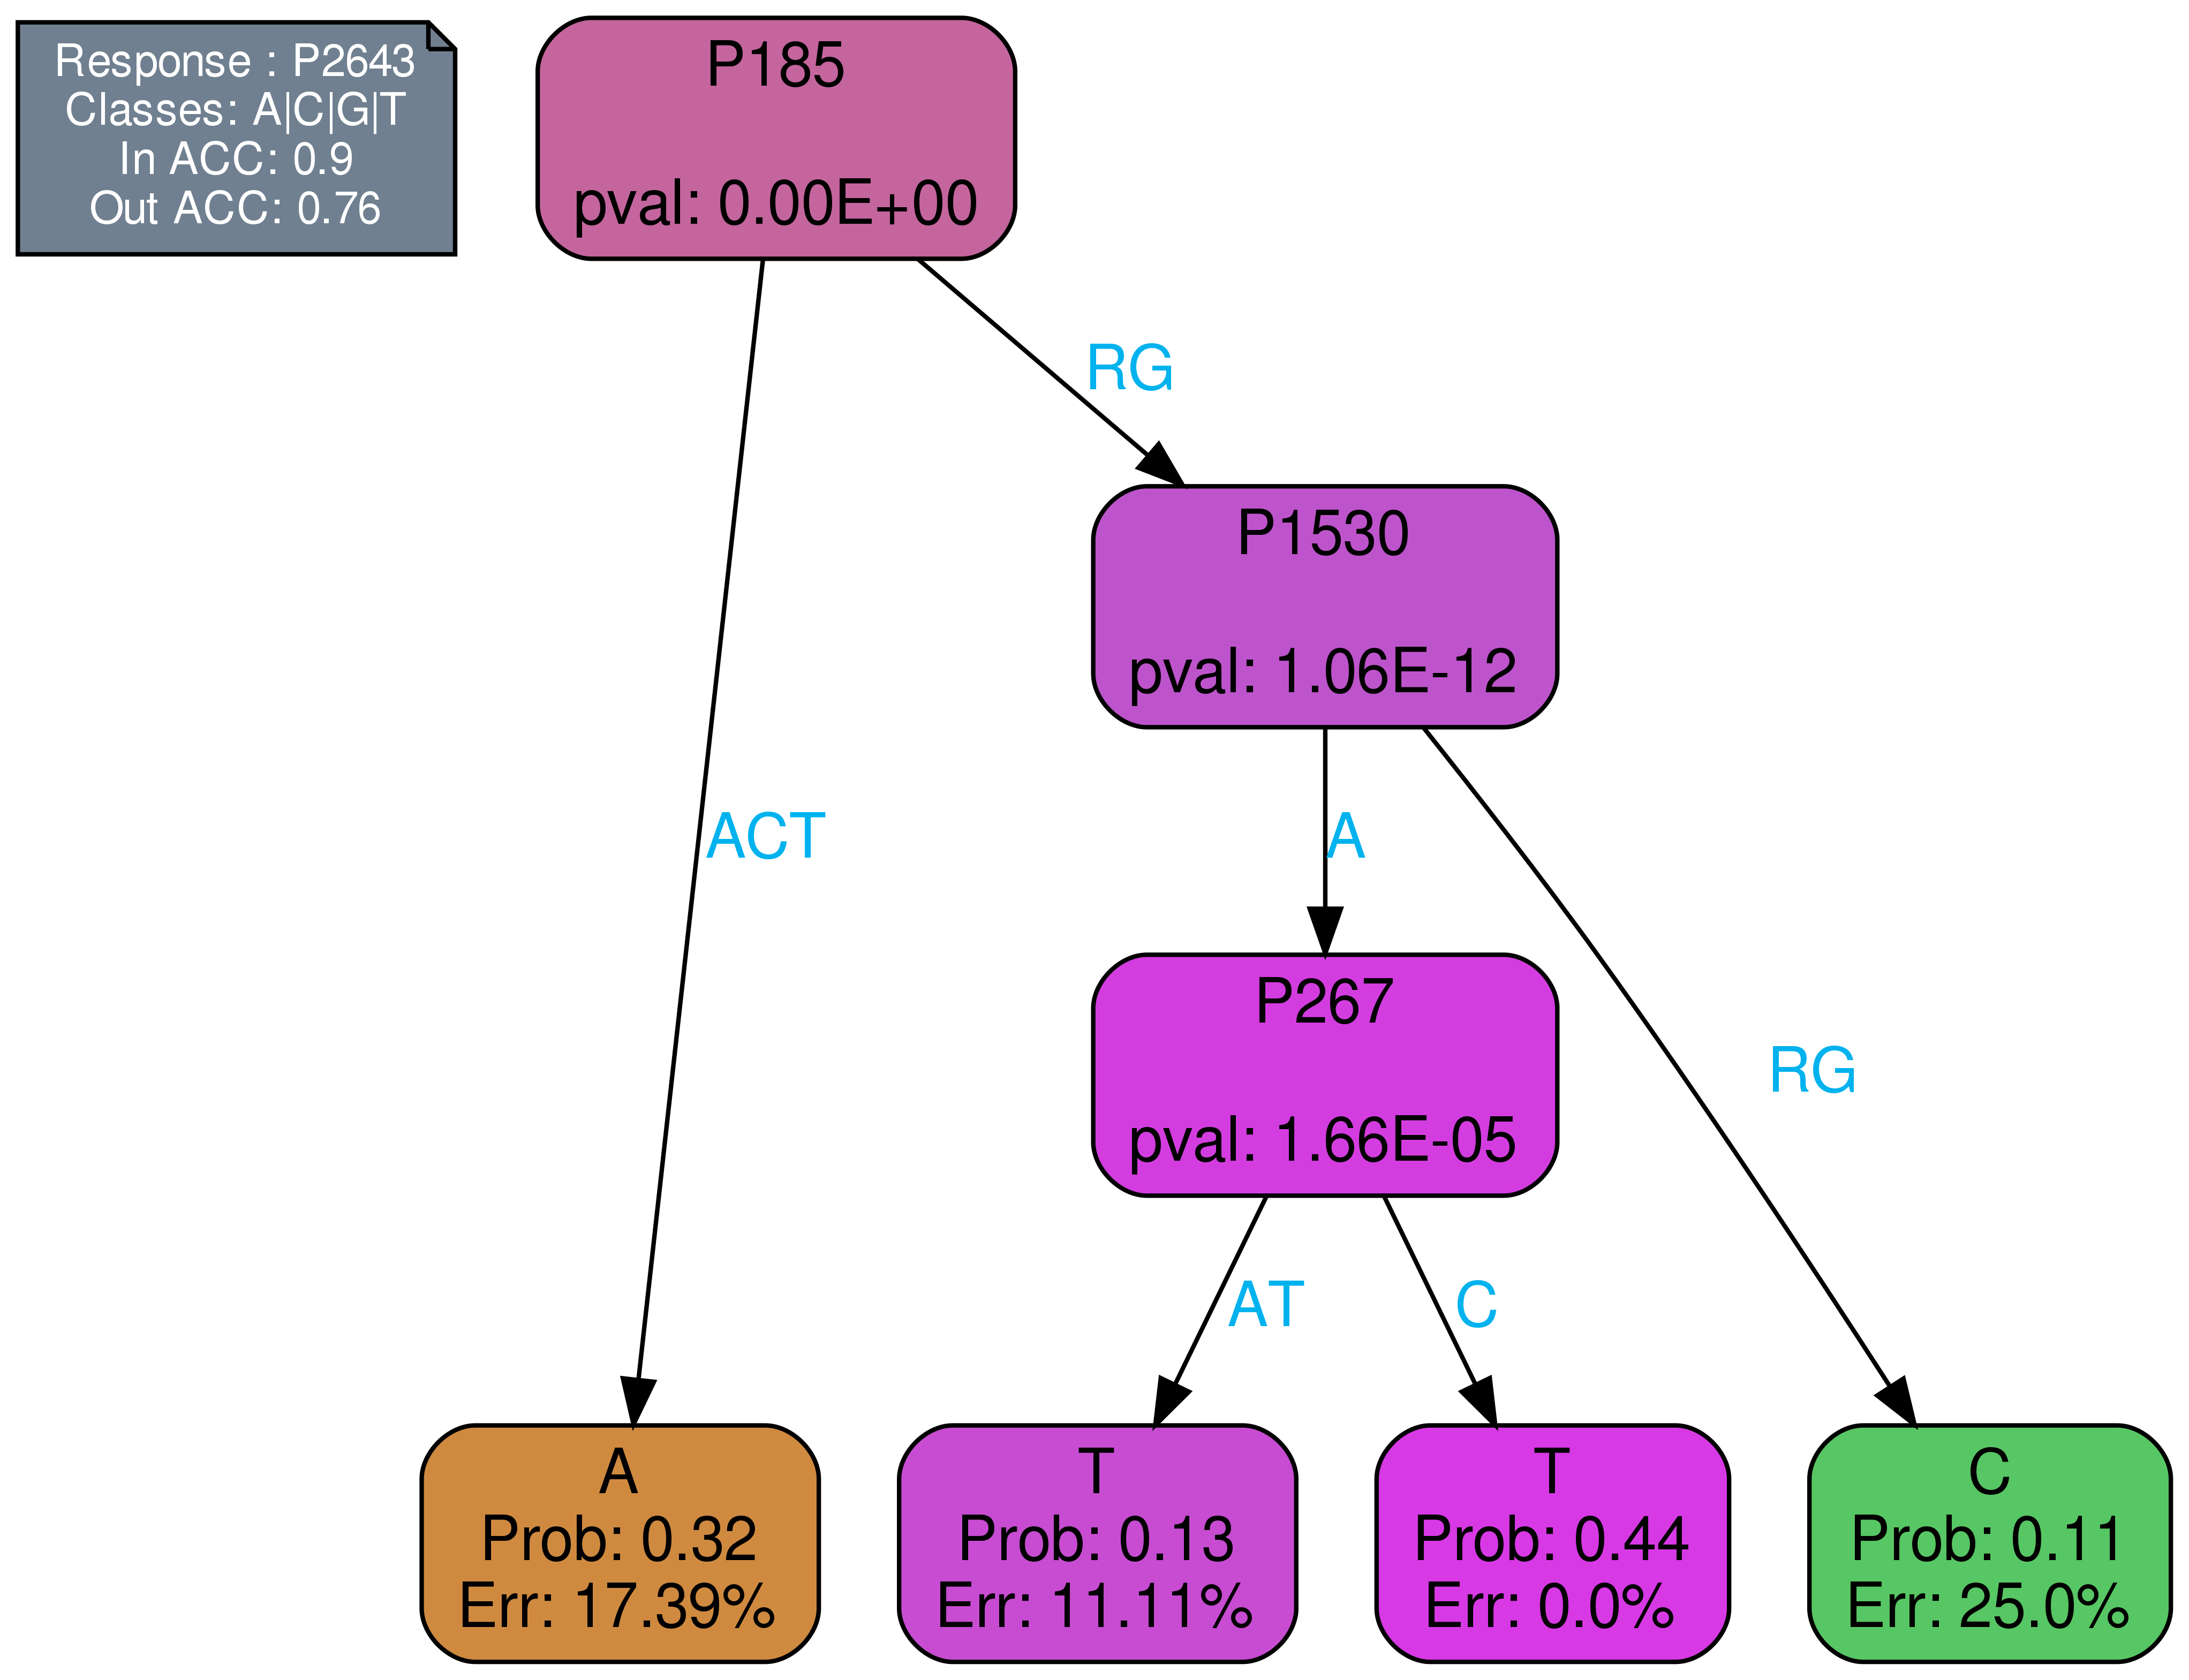 Response : P2643
Classes: A|C|G|T
In ACC: 0.9
Out ACC: 0.76
P185
pval: 0.00E+00
RG
P1530
pval: 1.06E-12
ACT
A
P267
pval: 1.66E-05
RG
AT
C
A
Prob: 0.32
Err: 17.39%
T
Prob: 0.13
Err: 11.11%
T
Prob: 0.44
Err: 0.0%
C
Prob: 0.11
Err: 25.0%